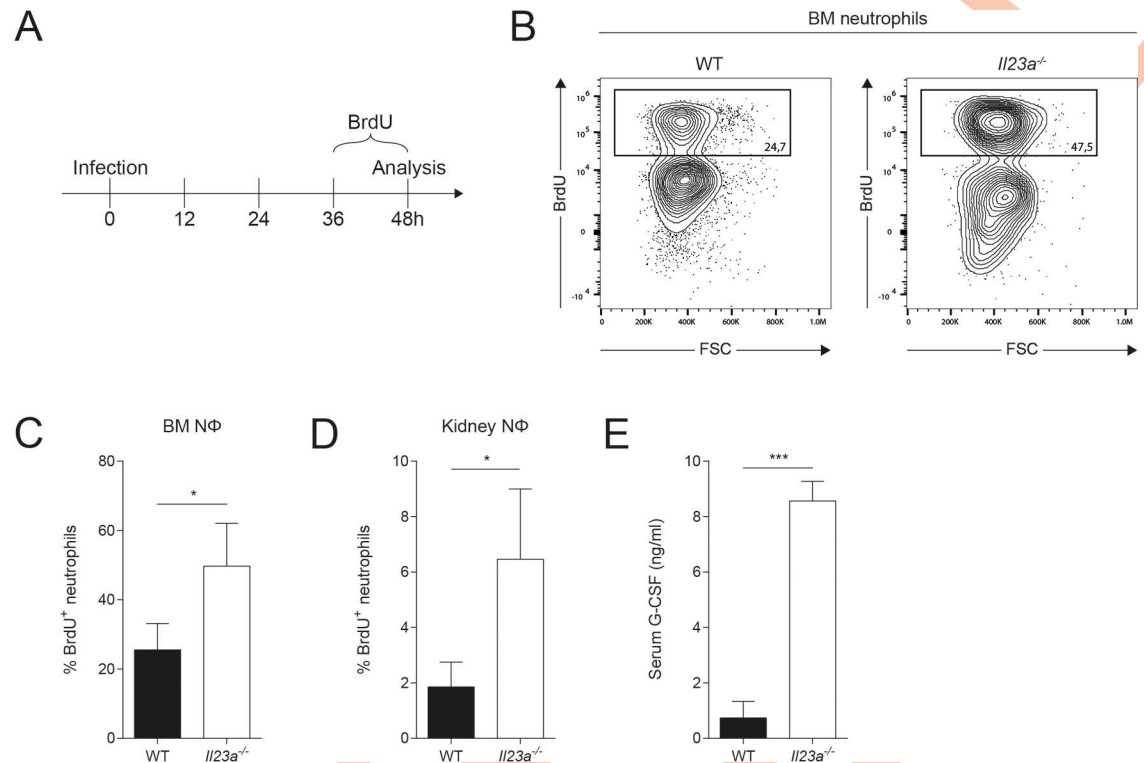 A
BrdU
Infection
Analysis
0 12 24 36 48h
B
BM neutrophils
WT
Il23a-/-
BrdU
10 6
10 5
10 4
0
-10 4
24,7
0 200K 400K 600K 800K 1.0M
FSC
BrdU
10 6
10 5
10 4
0
-10 4
47,5
0 200K 400K 600K 800K 1.0M
FSC
C
BM NΦ
% BrdU+ neutrophils
80
60
40
20
0
*
WT Il23a-/-
D
Kidney NΦ
% BrdU+ neutrophils
10
8
6
4
2
0
*
WT Il23a-/-
E
Serum G-CSF (ng/ml)
10
8
6
4
2
0
***
WT Il23a-/-